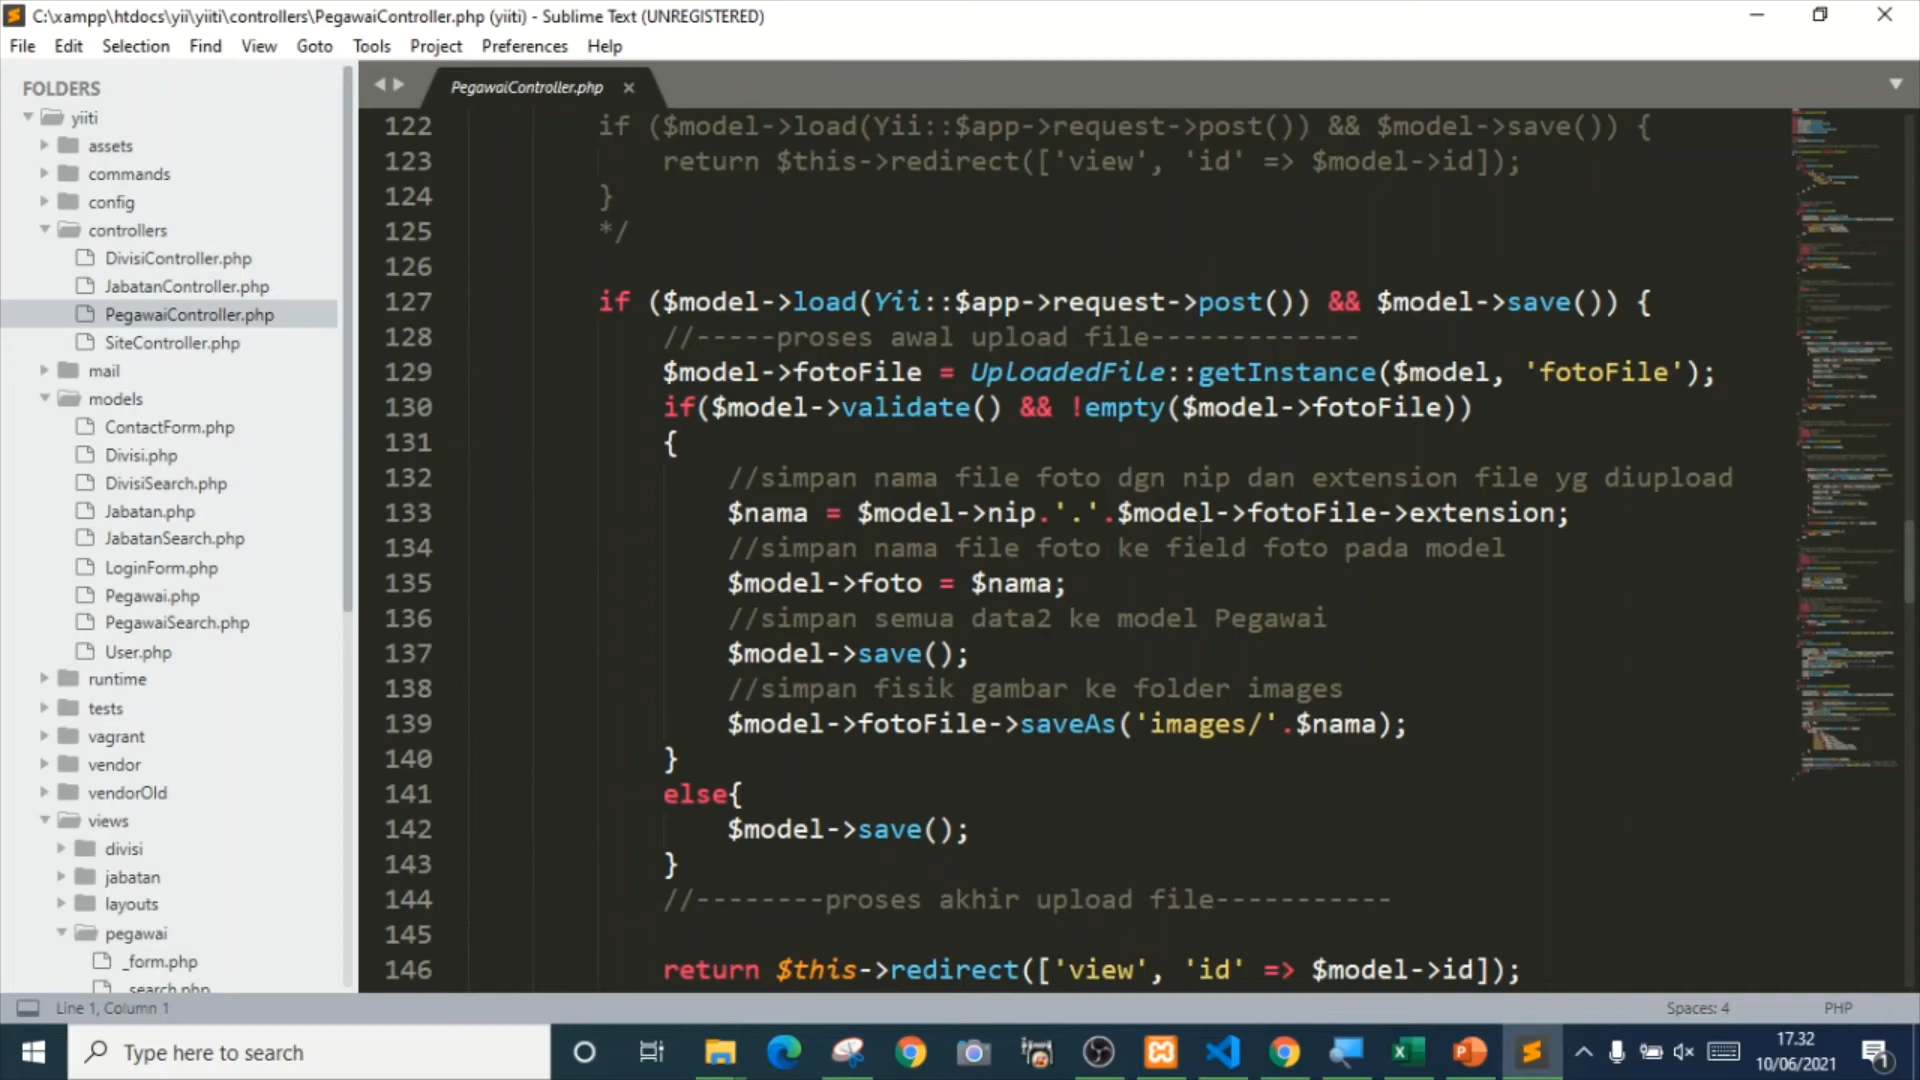 C:\xampp\htdocs\yii\yiiti\controllers\PegawaiController.php (yiiti) - Sublime Text (UNREGISTERED)
File Edit Selection Find View Goto Tools Project Preferences Help
FOLDERS
yiiti
assets
commands
config
controllers
DivisiController.php
JabatanController.php
PegawaiController.php
SiteController.php
mail
models
ContactForm.php
Divisi.php
DivisiSearch.php
Jabatan.php
JabatanSearch.php
LoginForm.php
Pegawai.php
PegawaiSearch.php
User.php
runtime
tests
vagrant
vendor
vendorOld
views
divisi
jabatan
layouts
pegawai
_form.php
_search.php
PegawaiController.php ×
122 if ($model->load(Yii::$app->request->post()) && $model->save()) {
123 return $this->redirect(['view', 'id' => $model->id]);
124 }
125 */
126
127 if ($model->load(Yii::$app->request->post()) && $model->save()) {
128 //-----proses awal upload file-------------
129 $model->fotoFile = UploadedFile::getInstance($model, 'fotoFile');
130 if($model->validate() && !empty($model->fotoFile))
131 {
132 //simpan nama file foto dgn nip dan extension file yg diupload
133 $nama = $model->nip.'.'.$model->fotoFile->extension;
134 //simpan nama file foto ke field foto pada model
135 $model->foto = $nama;
136 //simpan semua data2 ke model Pegawai
137 $model->save();
138 //simpan fisik gambar ke folder images
139 $model->fotoFile->saveAs('images/'.$nama);
140 }
141 else{
142 $model->save();
143 }
144 //--------proses akhir upload file-----------
145
146 return $this->redirect(['view', 'id' => $model->id]);
Line 1, Column 1
Spaces: 4
PHP
Type here to search
17.32
10/06/2021
1